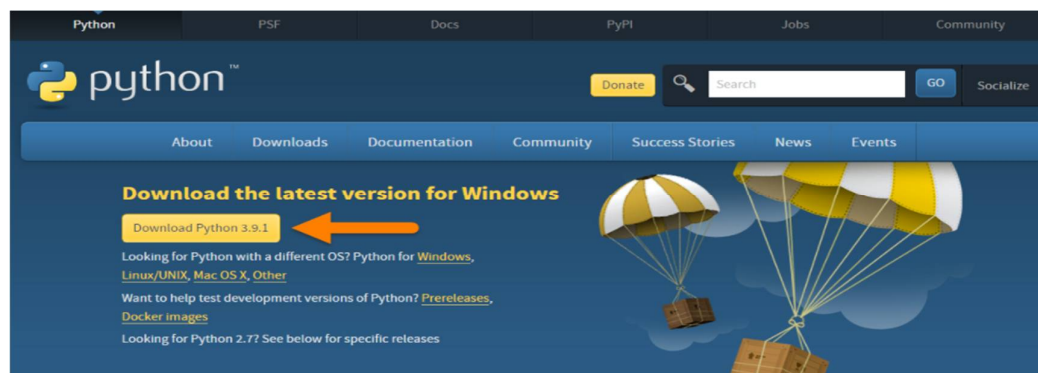 Python PSF Docs PyPI Jobs Community
python™
Donate Search GO Socialize
About Downloads Documentation Community Success Stories News Events
Download the latest version for Windows
Download Python 3.9.1
Looking for Python with a different OS? Python for Windows,
Linux/UNIX, Mac OS X, Other
Want to help test development versions of Python? Prereleases,
Docker images
Looking for Python 2.7? See below for specific releases